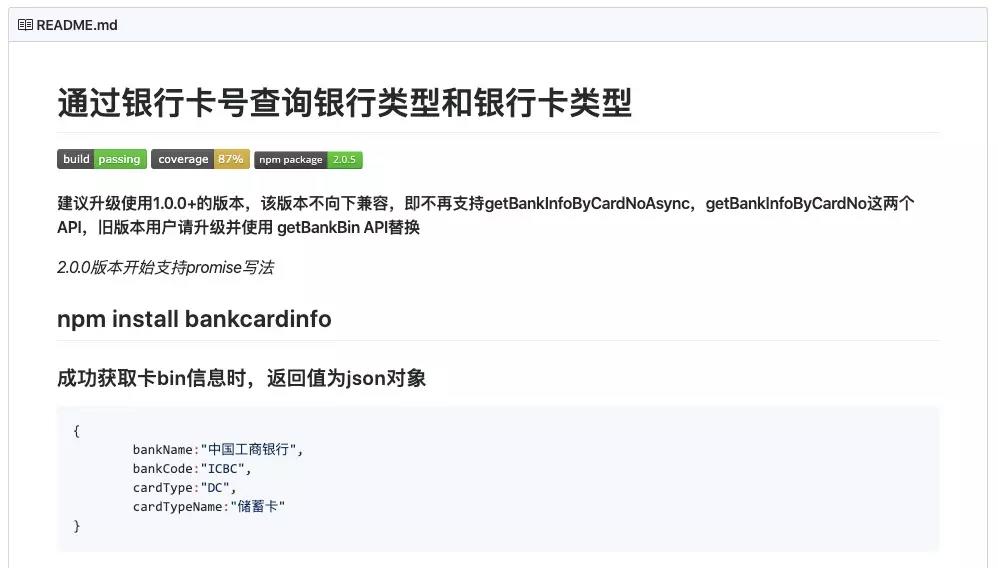 README.md
通过银行卡号查询银行类型和银行卡类型
build passing coverage 87% npm package 2.0.5
建议升级使用1.0.0+的版本，该版本不向下兼容，即不再支持getBankInfoByCardNoAsync，getBankInfoByCardNo这两个
API，旧版本用户请升级并使用 getBankBin API替换
2.0.0版本开始支持promise写法
npm install bankcardinfo
成功获取卡bin信息时，返回值为json对象
{
bankName:"中国工商银行",
bankCode:"ICBC",
cardType:"DC",
cardTypeName:"储蓄卡"
}